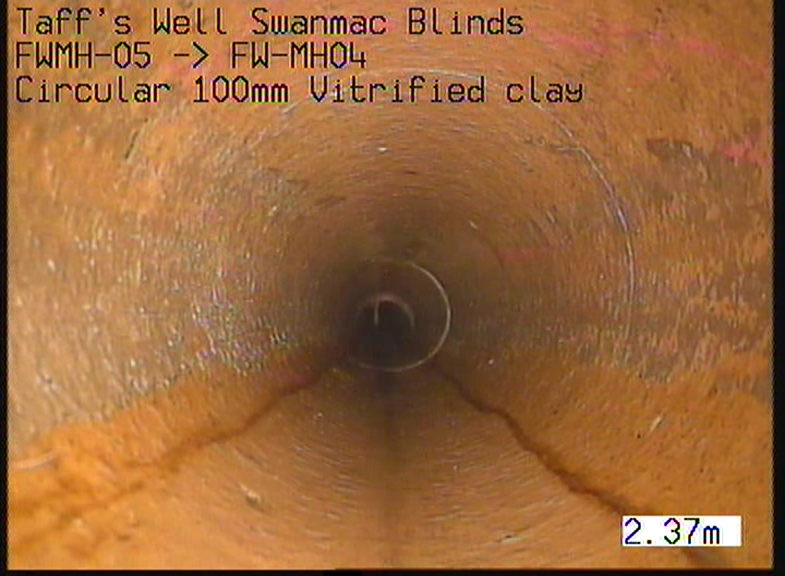 Taff's Well Swanmac Blinds
FWMH-05 -> FW-MH04
Circular 100mm Vitrified clay
2.37m